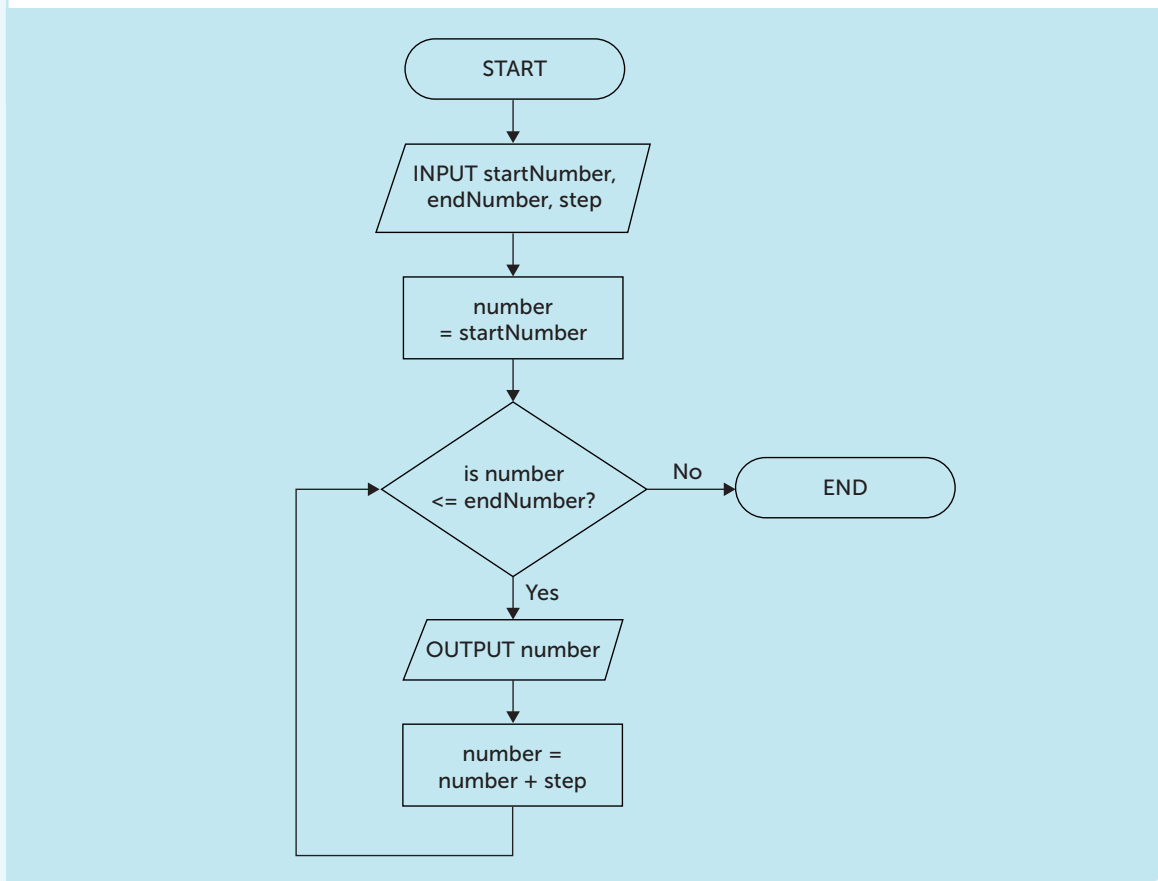 START
INPUT startNumber,
endNumber, step
number
= startNumber
is number
<= endNumber?
No
END
Yes
OUTPUT number
number =
number + step